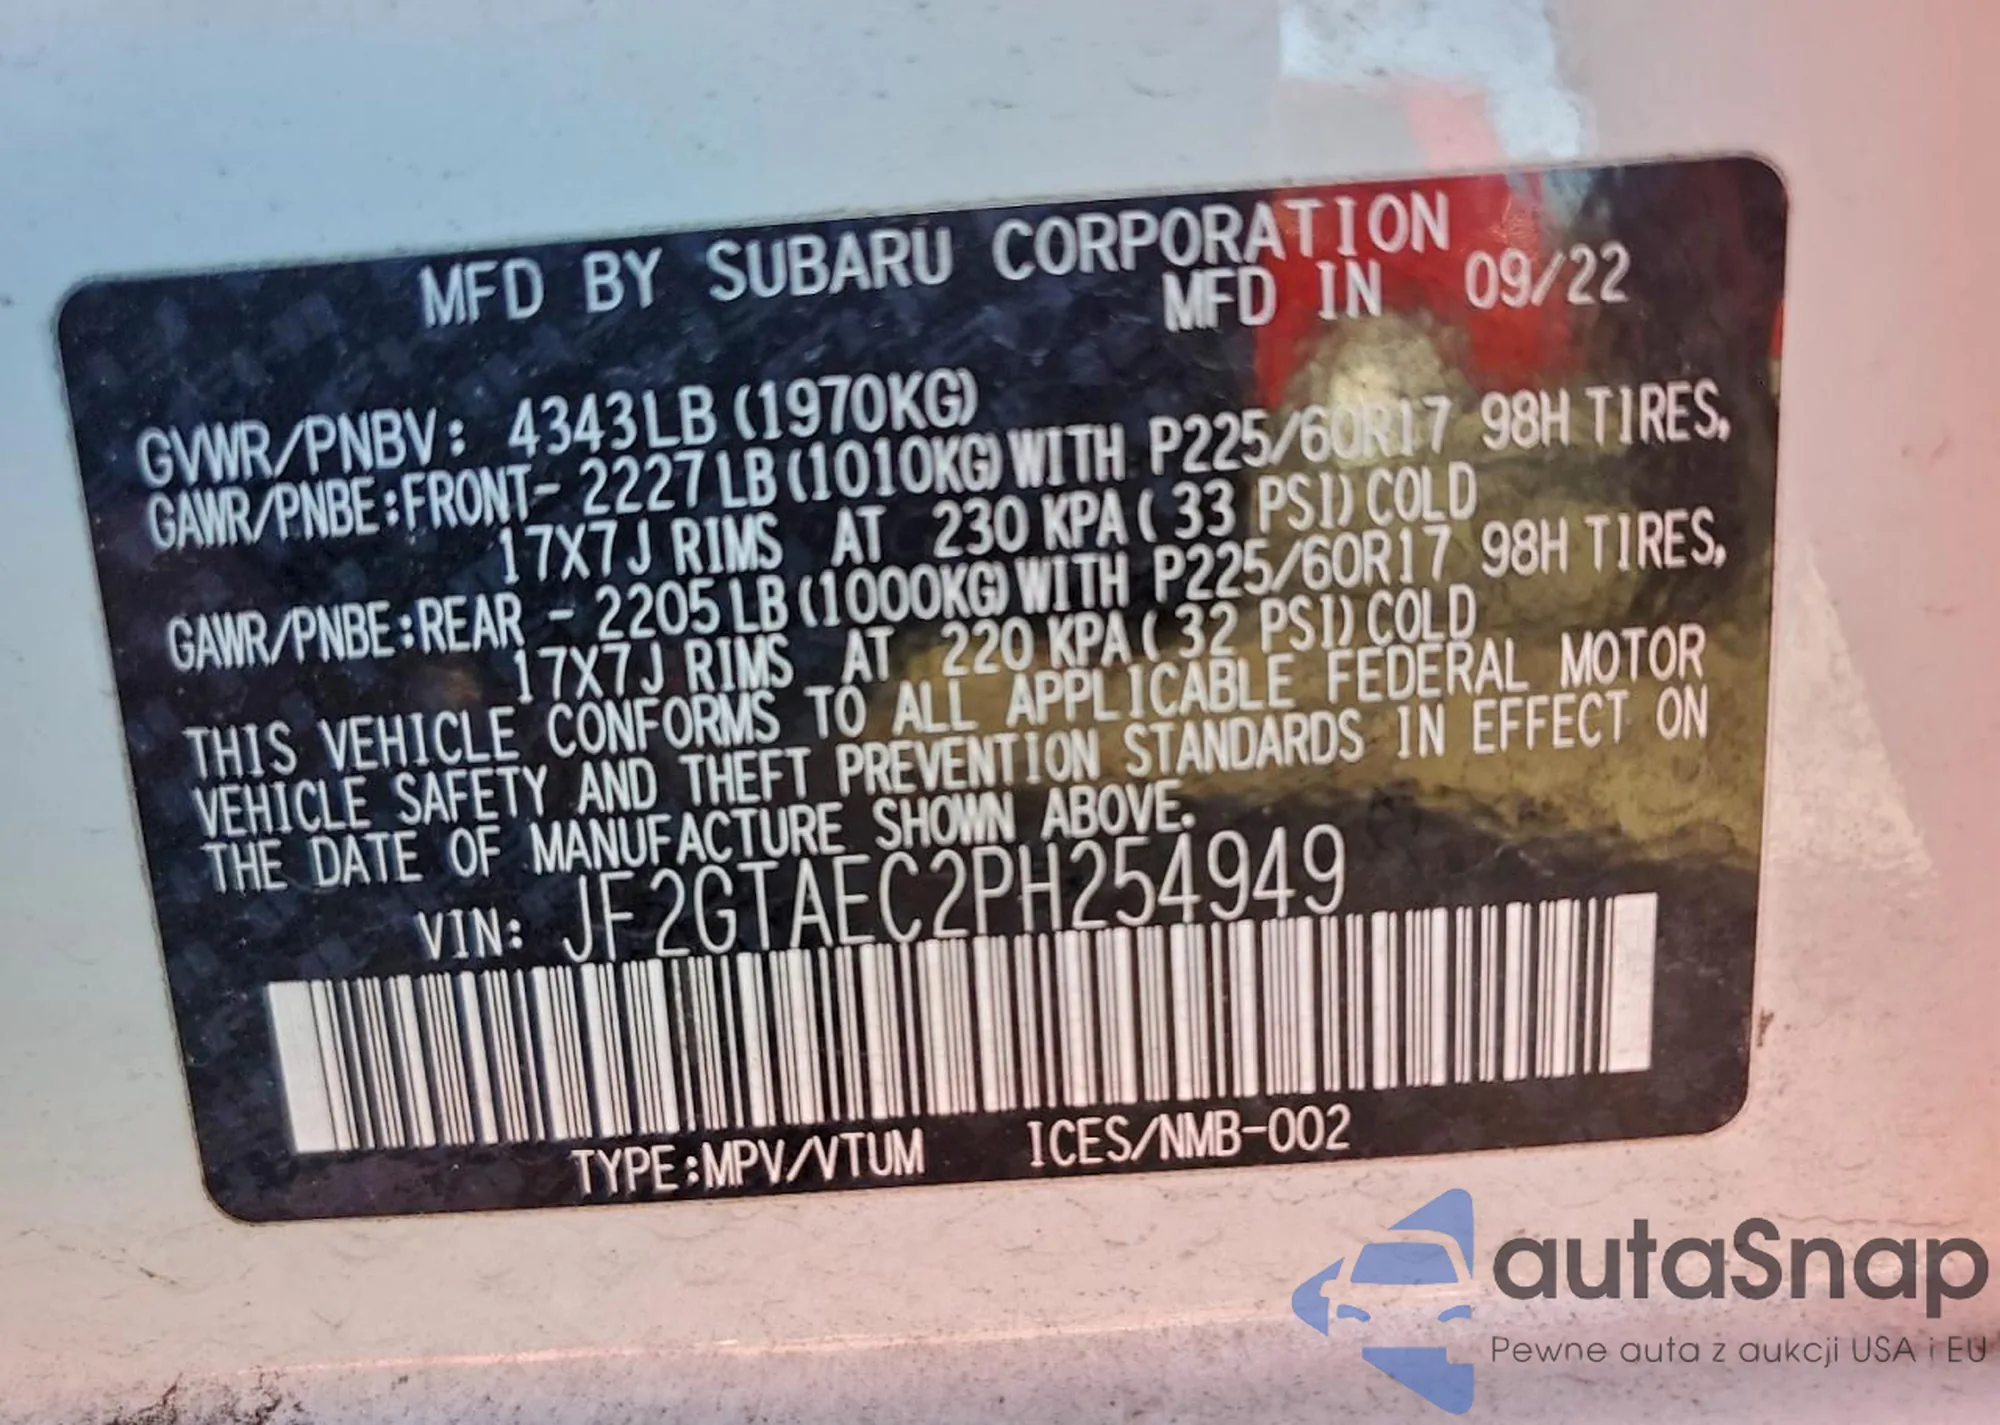 MFD BY SUBARU CORPORATION
MFD IN 09/22
GVWR/PNBV: 4343LB (1970KG)
GAWR/PNBE:FRONT- 2227LB (1010KG) WITH P225/60R17 98H TIRES,
17X7J RIMS AT 230 KPA ( 33 PSI) COLD
GAWR/PNBE:REAR - 2205LB (1000KG) WITH P225/60R17 98H TIRES,
17X7J RIMS AT 220 KPA ( 32 PSI) COLD
THIS VEHICLE CONFORMS TO ALL APPLICABLE FEDERAL MOTOR
VEHICLE SAFETY AND THEFT PREVENTION STANDARDS IN EFFECT ON
THE DATE OF MANUFACTURE SHOWN ABOVE.
VIN: JF2GTAEC2PH254949
TYPE:MPV/VTUM ICES/NMB-002
autaSnap
Pewne auta z aukcji USA i EU